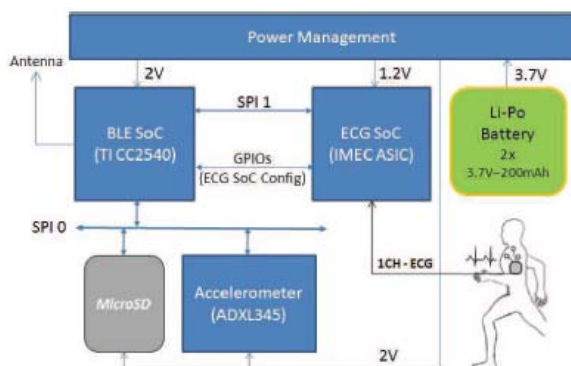 Power Management
Antenna
2V
1.2V
3.7V
BLE SoC
(TI CC2540)
SPI 1
GPIOs
(ECG SoC Config)
ECG SoC
(IMEC ASIC)
Li-Po
Battery
2x
3.7V–200mAh
SPI 0
1CH - ECG
MicroSD
Accelerometer
(ADXL345)
2V